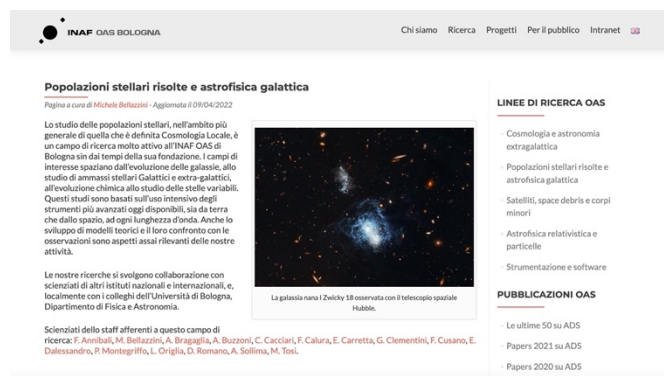 INAF OAS BOLOGNA
Chi siamo Ricerca Progetti Per il pubblico Intranet
Popolazioni stellari risolte e astrofisica galattica
Pagina a cura di Michele Bellazzini - Aggiornata il 09/04/2022
Lo studio delle popolazioni stellari, nell'ambito più
generale di quella che è definita Cosmologia Locale, è
un campo di ricerca molto attivo all'INAF OAS di
Bologna sin dai tempi della sua fondazione. I campi di
interesse spaziano dall'evoluzione delle galassie, allo
studio di ammassi stellari Galattici e extra-galattici,
all'evoluzione chimica allo studio delle stelle variabili.
Questi studi sono basati sull'uso intensivo degli
strumenti più avanzati oggi disponibili, sia da terra
che dallo spazio, ad ogni lunghezza d'onda. Anche lo
sviluppo di modelli teorici e il loro confronto con le
osservazioni sono aspetti assai rilevanti delle nostre
attività.
Le nostre ricerche si svolgono collaborazione con
scienziati di altri istituti nazionali e internazionali, e,
localmente con i colleghi dell'Università di Bologna,
Dipartimento di Fisica e Astronomia.
La galassia nana I Zwicky 18 osservata con il telescopio spaziale
Hubble.
Scienziati dello staff afferenti a questo campo di
ricerca: F. Annibali, M. Bellazzini, A. Bragaglia, A. Buzzoni, C. Cacciari, F. Calura, E. Carretta, G. Clementini, F. Cusano, E.
Dalessandro, P. Montegriffo, L. Origlia, D. Romano, A. Sollima, M. Tosi.
LINEE DI RICERCA OAS
Cosmologia e astronomia
extragalattica
Popolazioni stellari risolte e
astrofisica galattica
Satelliti, space debris e corpi
minori
Astrofisica relativistica e
particelle
Strumentazione e software
PUBBLICAZIONI OAS
Le ultime 50 su ADS
Papers 2021 su ADS
Papers 2020 su ADS